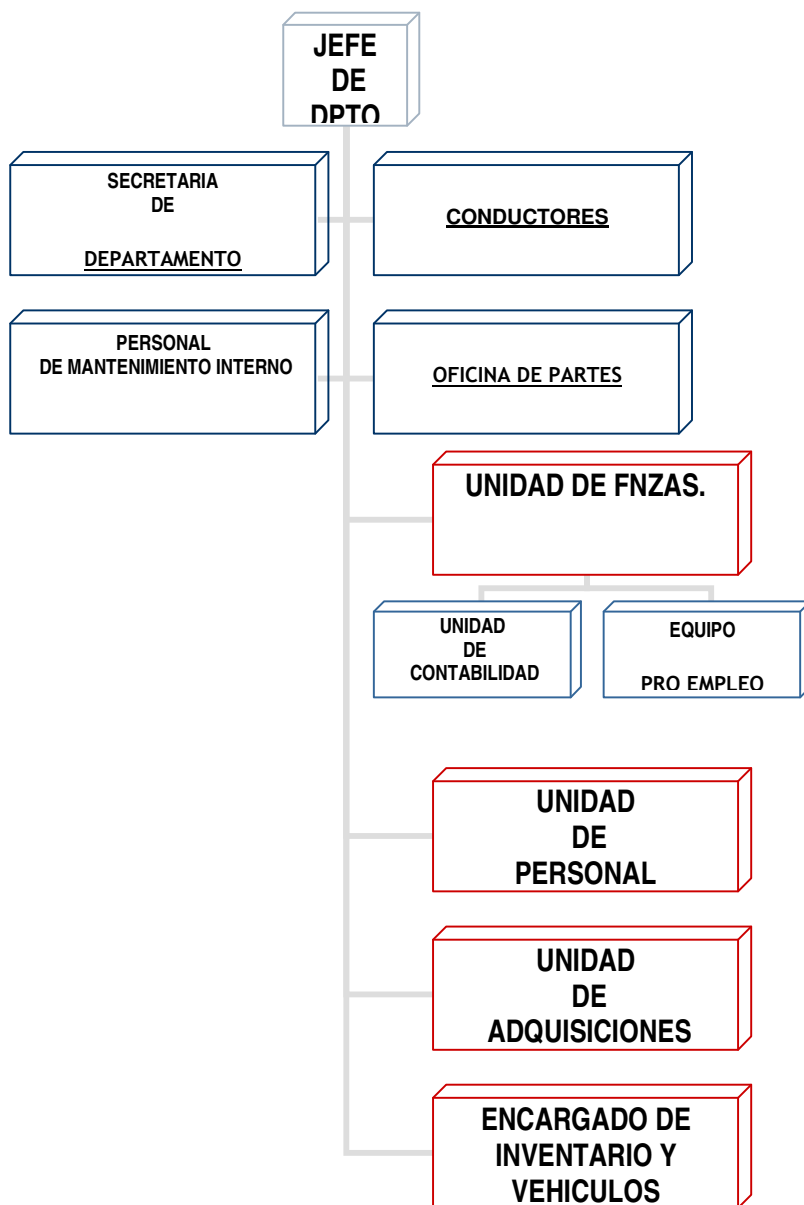 JEFE
DE
DPTO
SECRETARIA
DE
DEPARTAMENTO
CONDUCTORES
PERSONAL
DE MANTENIMIENTO INTERNO
OFICINA DE PARTES
UNIDAD DE FNZAS.
UNIDAD
DE
CONTABILIDAD
EQUIPO
PRO EMPLEO
UNIDAD
DE
PERSONAL
UNIDAD
DE
ADQUISICIONES
ENCARGADO DE
INVENTARIO Y
VEHICULOS